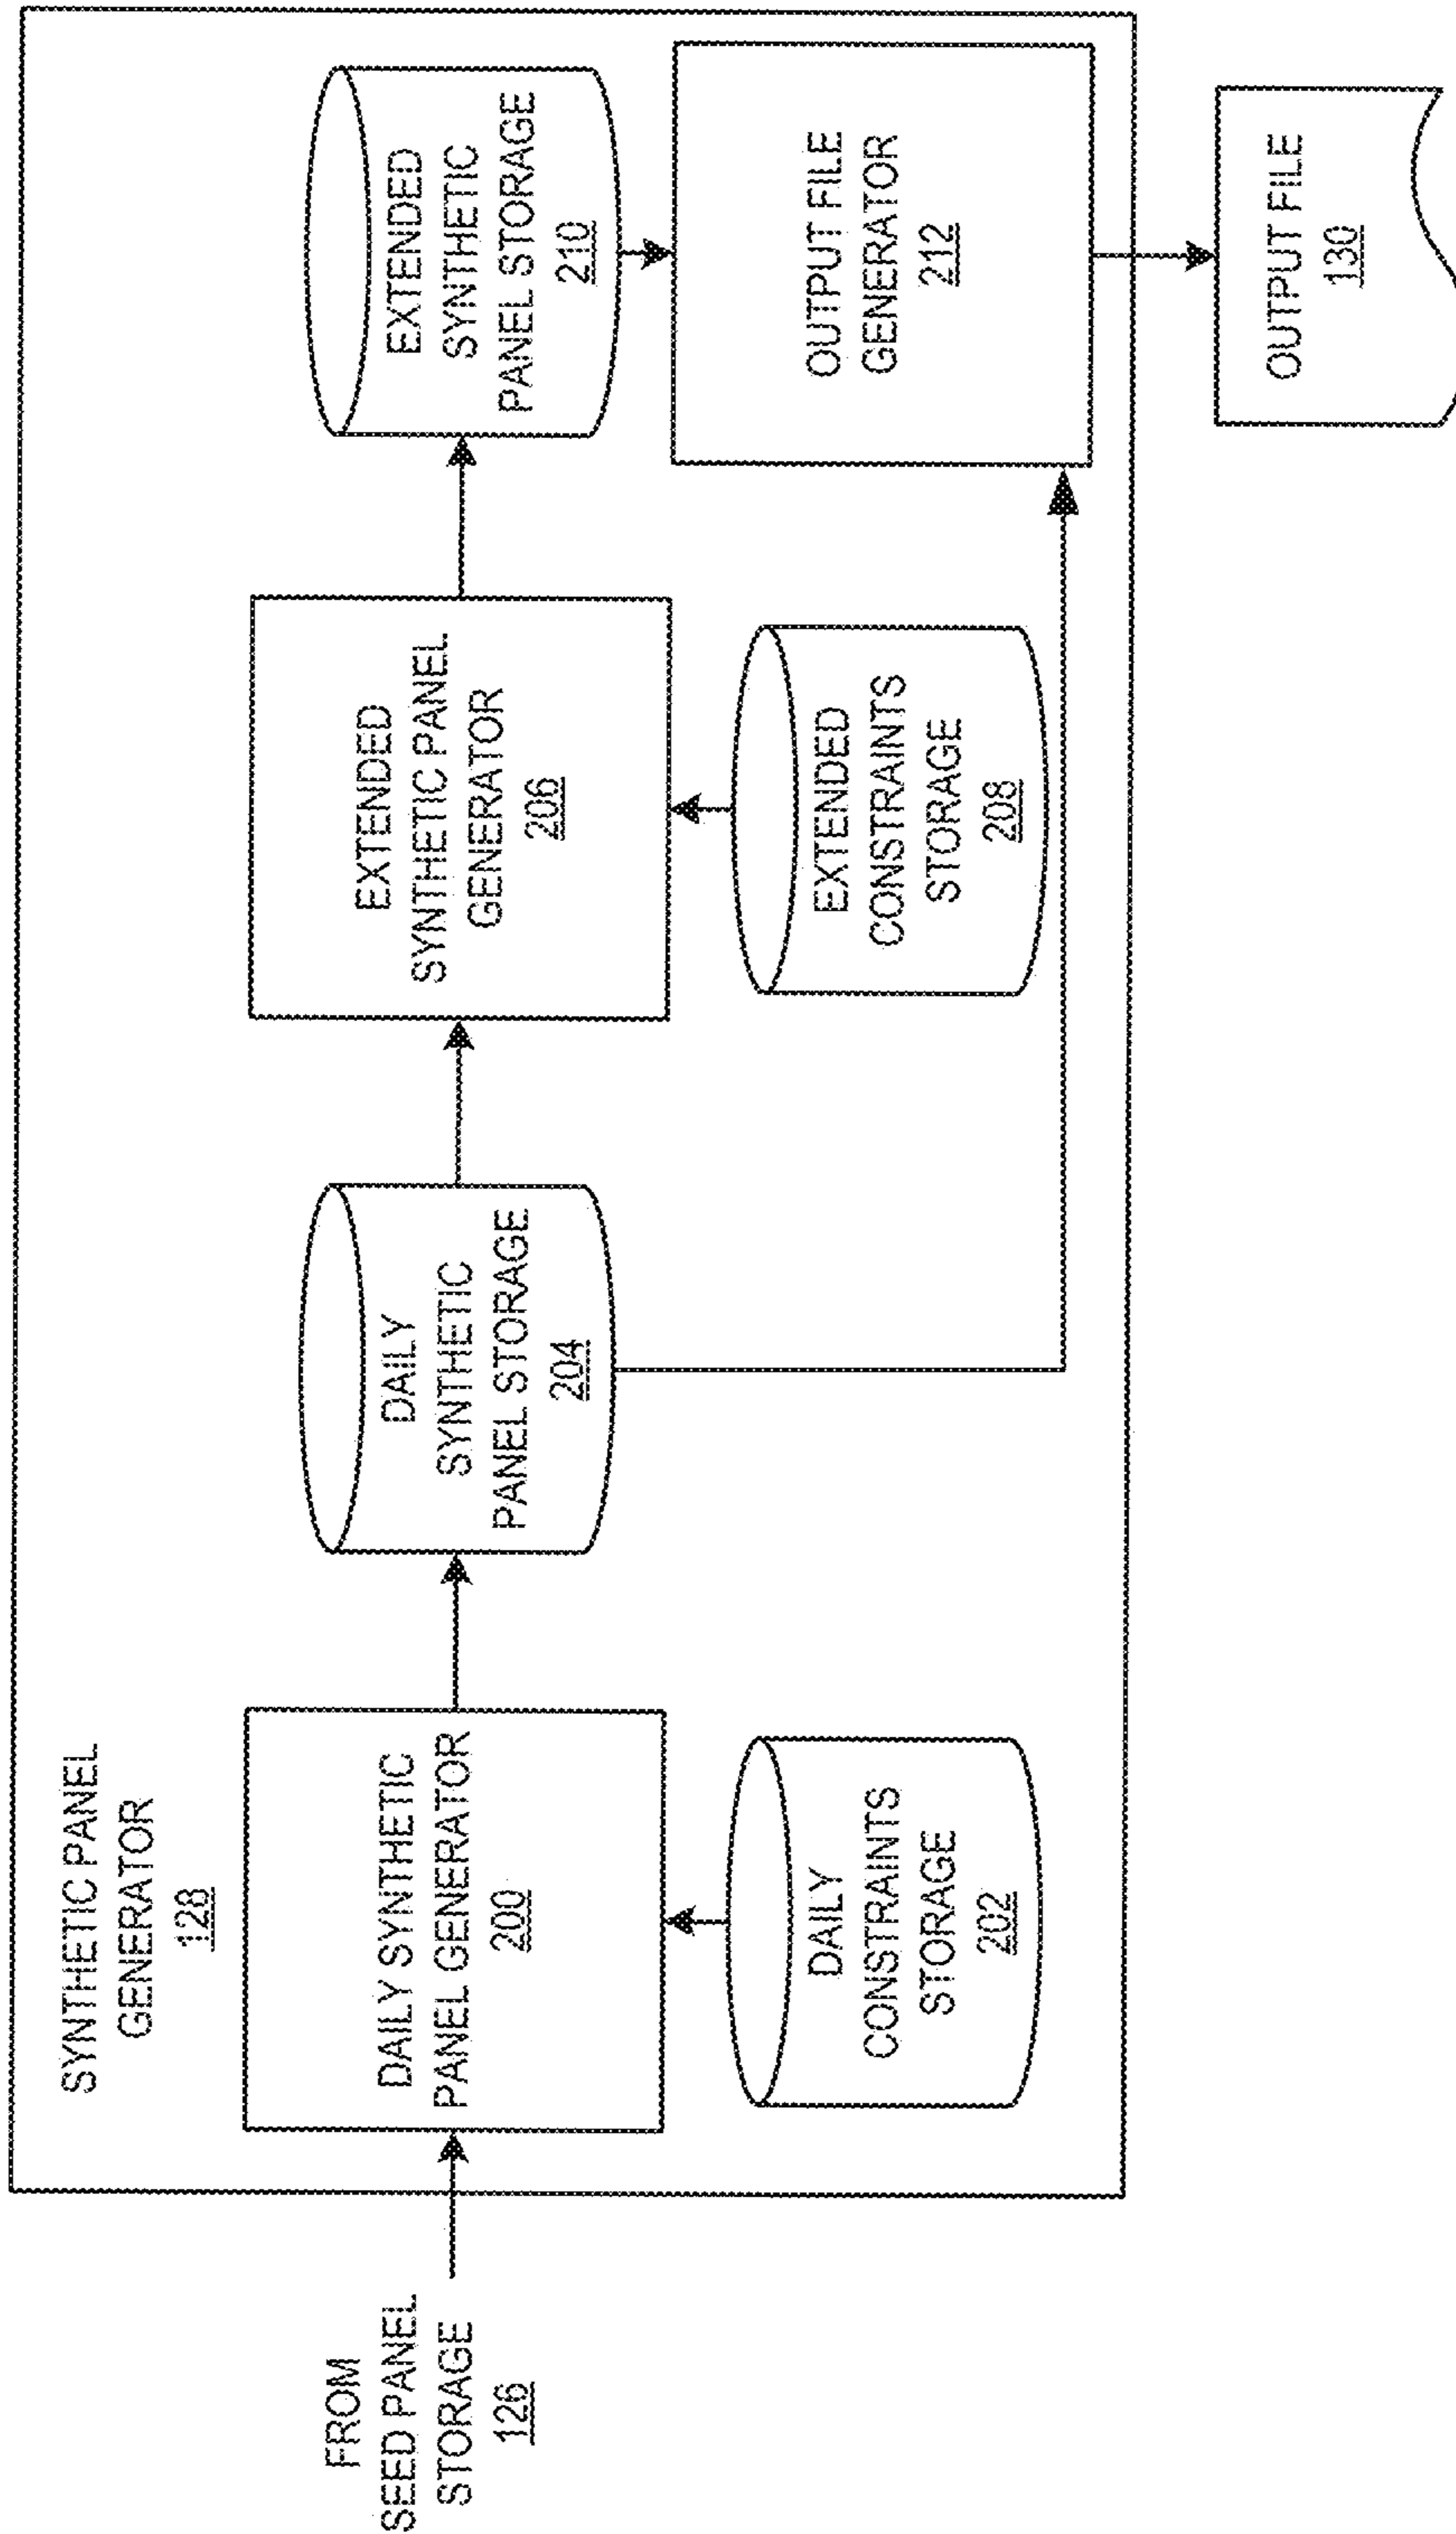 SYNTHETIC PANEL
GENERATOR
128
FROM
SEED PANEL
STORAGE
126
DAILY SYNTHETIC
PANEL GENERATOR
200
DAILY
CONSTRAINTS
STORAGE
202
DAILY
SYNTHETIC
PANEL STORAGE
204
EXTENDED
SYNTHETIC PANEL
GENERATOR
206
EXTENDED
CONSTRAINTS
STORAGE
208
EXTENDED
SYNTHETIC
PANEL STORAGE
210
OUTPUT FILE
GENERATOR
212
OUTPUT FILE
130